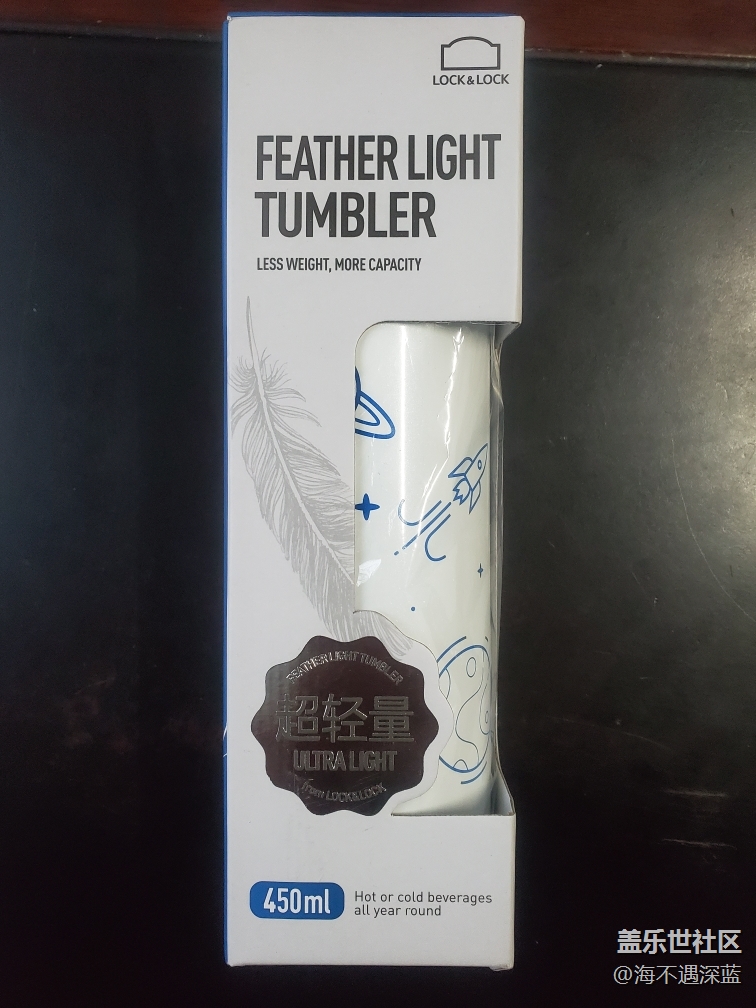 LOCK&LOCK
FEATHER LIGHT
TUMBLER
LESS WEIGHT, MORE CAPACITY
FEATHER LIGHT TUMBLER
超轻量
ULTRA LIGHT
from LOCK&LOCK
450ml
Hot or cold beverages
all year round
盖乐世社区
@海不遇深蓝